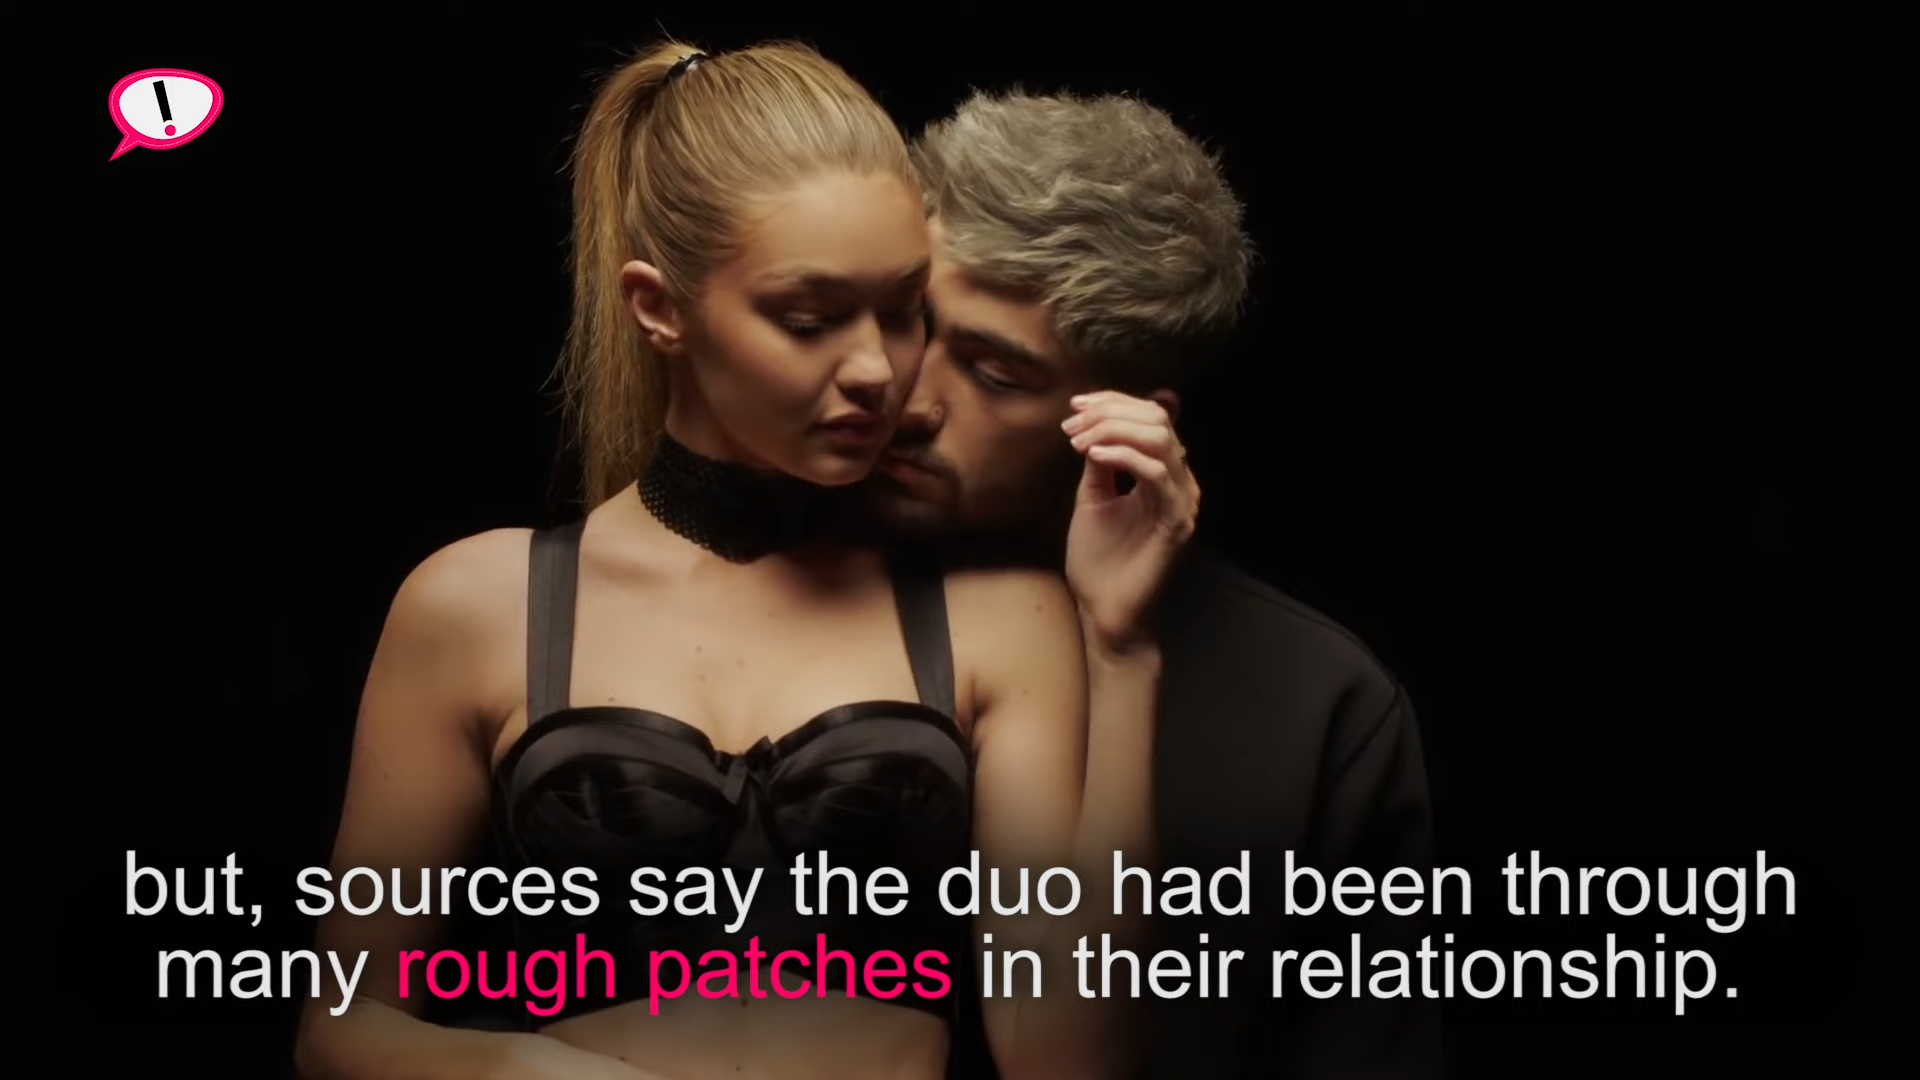 but, sources say the duo had been through
many rough patches in their relationship.